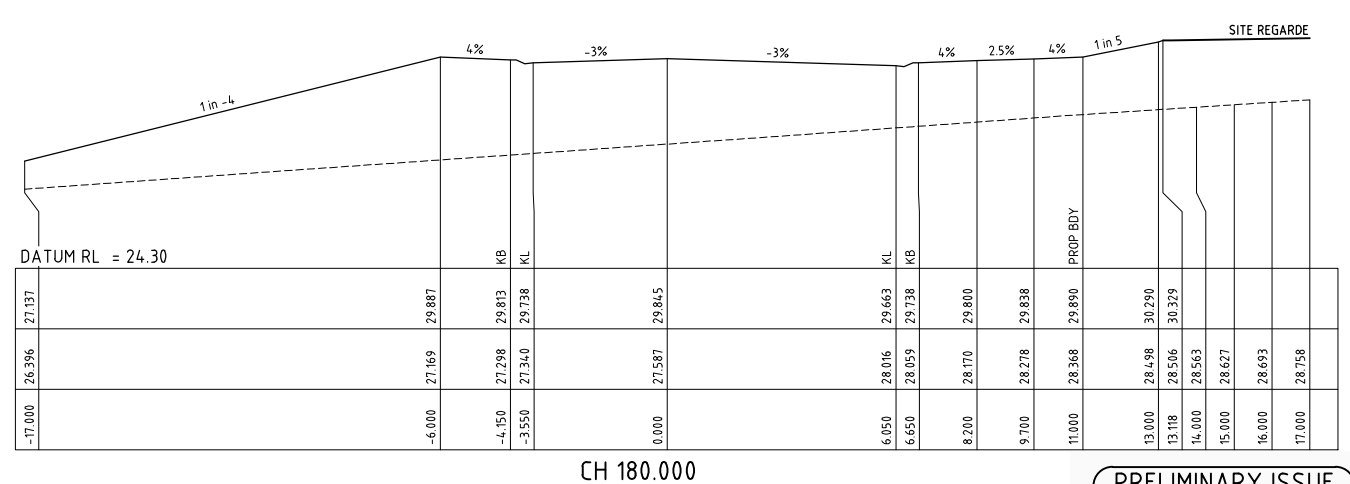 SITE REGARDE
1 in -4
4%
-3%
-3%
4%
2.5%
4%
1 in 5
DATUM RL = 24.30
KB
KL
KL
KB
PROP BDY
27.137 29.887 29.813 29.738 29.845 29.663 29.738 29.800 29.838 29.890 30.290 30.329
26.396 27.169 27.298 27.340 27.587 28.016 28.059 28.170 28.278 28.368 28.498 28.506 28.563 28.627 28.693 28.758
-17.000 -6.000 -4.150 -3.550 0.000 6.050 6.650 8.200 9.700 11.000 13.000 13.118 14.000 15.000 16.000 17.000
CH 180.000
PRELIMINARY ISSUE